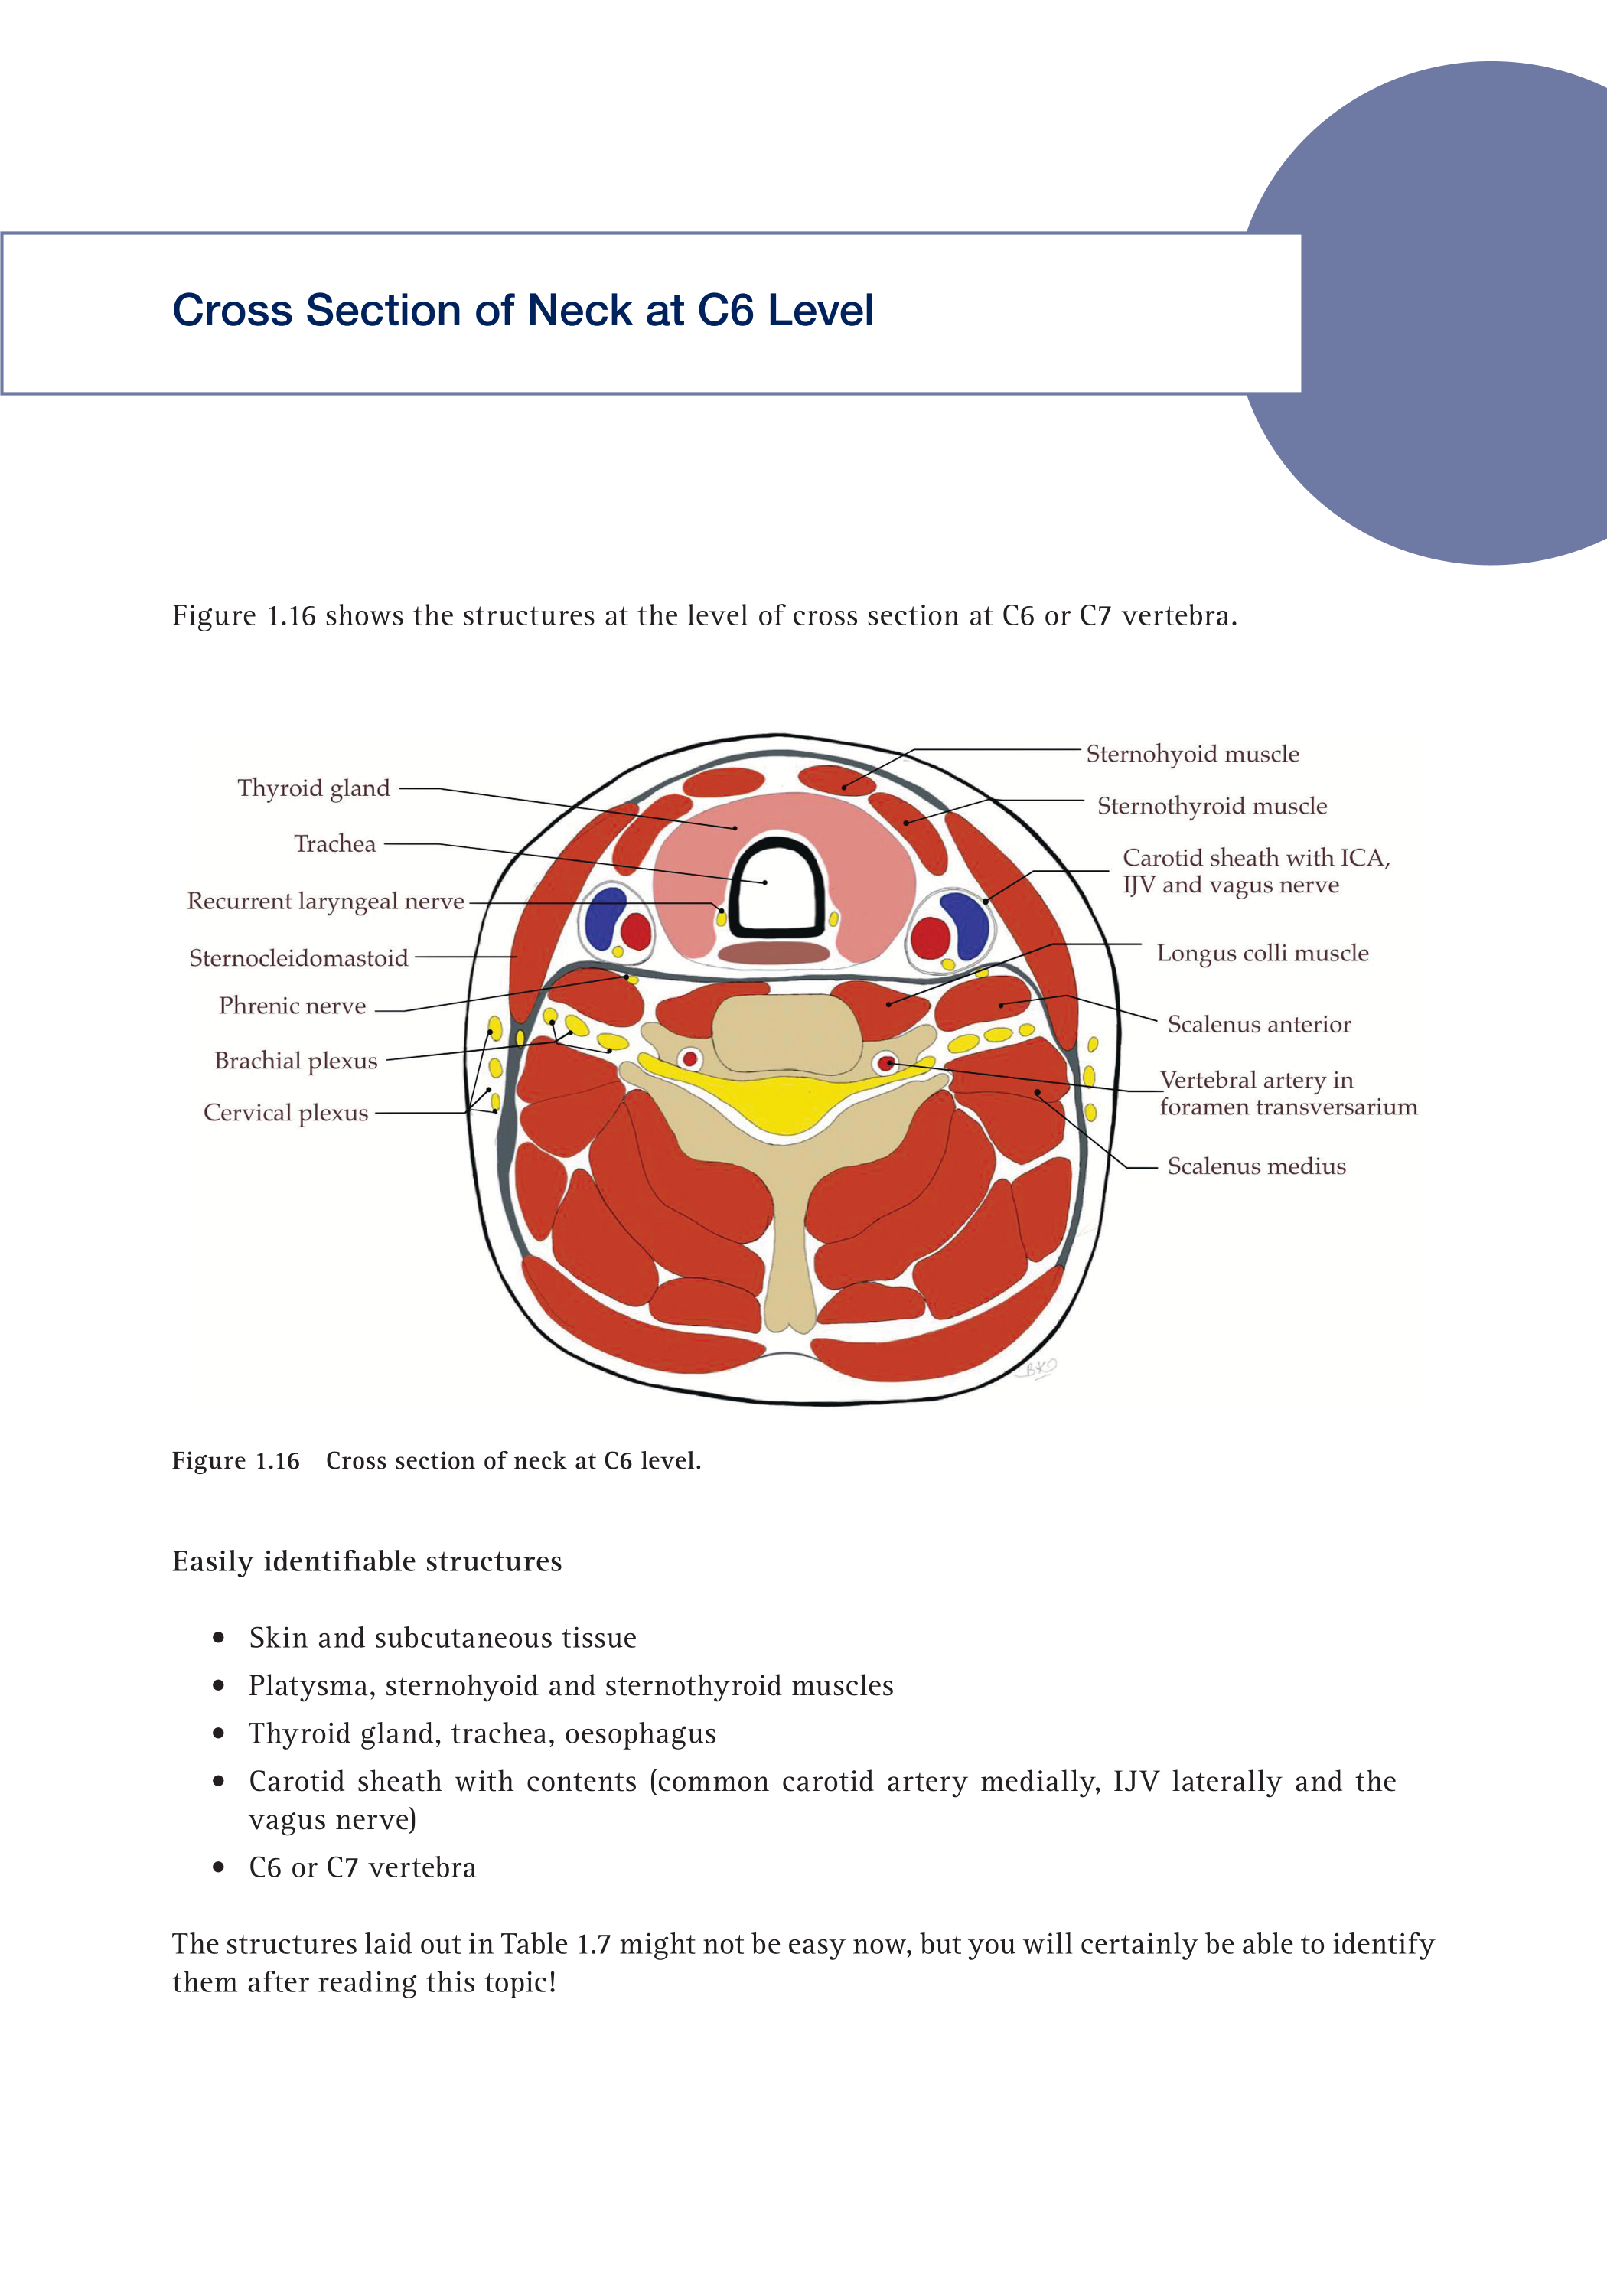 Cross Section of Neck at C6 Level
Figure 1.16 shows the structures at the level of cross section at C6 or C7 vertebra.
Thyroid gland
Trachea
Recurrent laryngeal nerve
Sternocleidomastoid
Phrenic nerve
Brachial plexus
Cervical plexus
Sternohyoid muscle
Sternothyroid muscle
Carotid sheath with ICA,
IJV and vagus nerve
Longus colli muscle
Scalenus anterior
Vertebral artery in
foramen transversarium
Scalenus medius
Figure 1.16 Cross section of neck at C6 level.
Easily identifiable structures
• Skin and subcutaneous tissue
• Platysma, sternohyoid and sternothyroid muscles
• Thyroid gland, trachea, oesophagus
• Carotid sheath with contents (common carotid artery medially, IJV laterally and the
vagus nerve)
• C6 or C7 vertebra
The structures laid out in Table 1.7 might not be easy now, but you will certainly be able to identify
them after reading this topic!